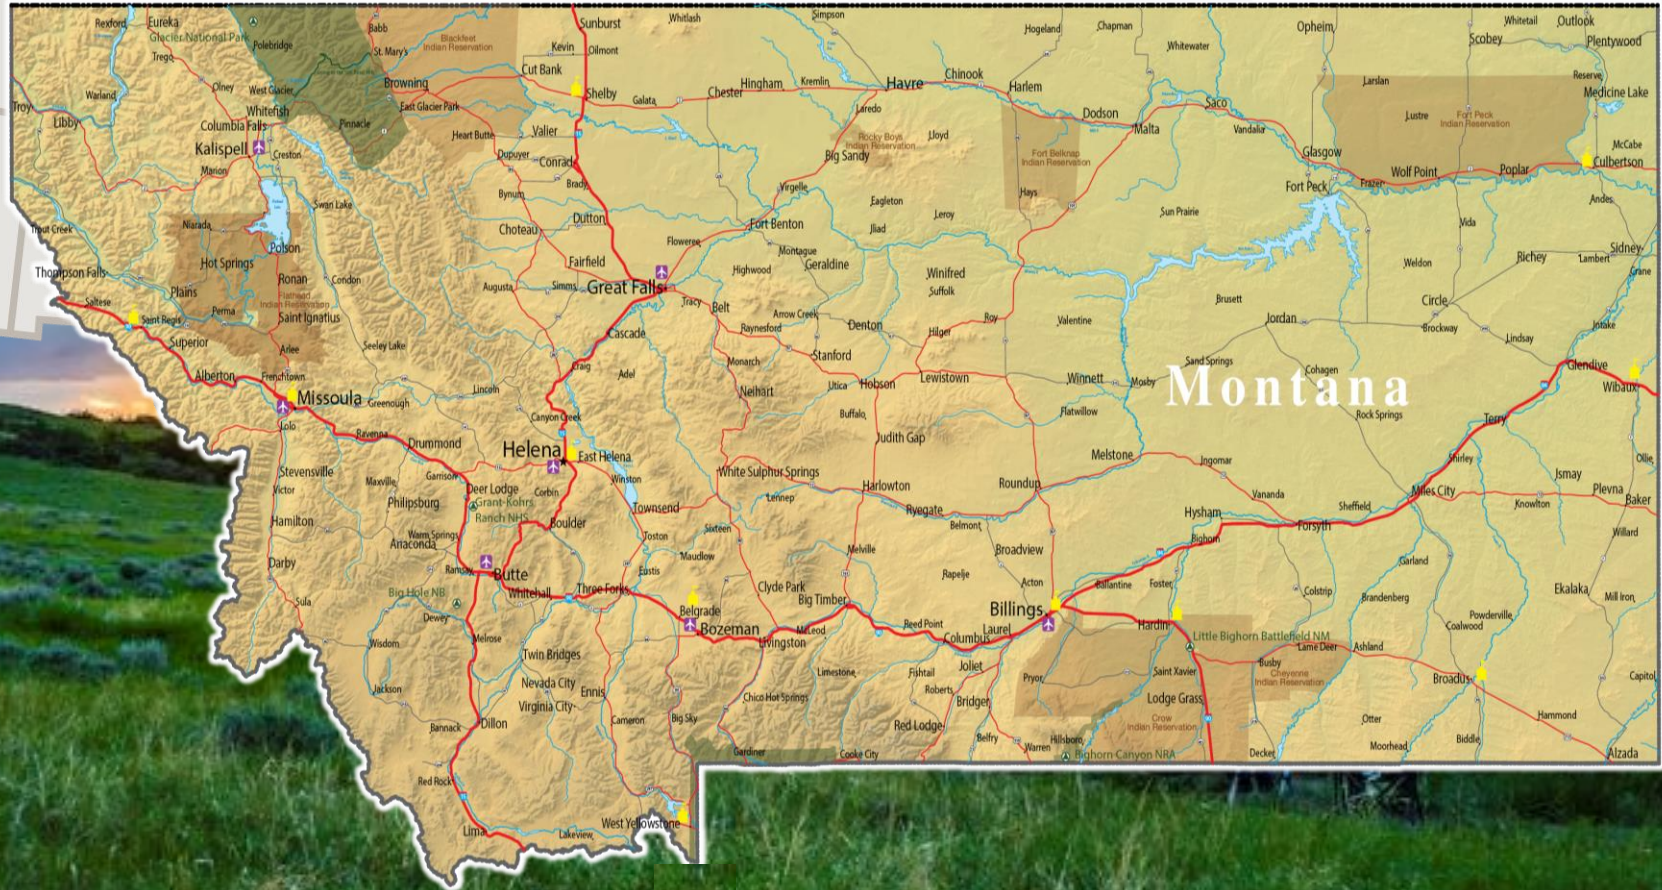 Rexford
Eureka
Glacier National Park
Polebridge
Babb
Sunburst
Whitlash
Simpson
Hogeland
Chapman
Opheim
Whitetail
Outlook
Trego
St. Mary's
Blackfeet
Indian Reservation
Kevin
Oilmont
Whitewater
Scobey
Plentywood
Warland
Olney
West Glacier
Browning
Cut Bank
Shelby
Galata
Chester
Hingham
Kremlin
Havre
Chinook
Harlem
Larslan
Reserve
Medicine Lake
Troy
Libby
Whitefish
Columbia Falls
Pinnacle
East Glacier Park
Laredo
Dodson
Saco
Lustre
Fort Peck
Indian Reservation
Kalispell
Creston
Marion
Heart Butte
Valier
Dupuyer
Conrad
Rocky Boys
Indian Reservation
Lloyd
Big Sandy
Fort Belknap
Indian Reservation
Malta
Vandalia
Glasgow
McCabe
Culbertson
Swan Lake
Bynum
Brady
Virgelle
Eagleton
Hays
Fort Peck
Frazer
Wolf Point
Poplar
Andes
Trout Creek
Niarada
Polson
Choteau
Dutton
Floweree
Fort Benton
Iliad
Leroy
Sun Prairie
Vida
Hot Springs
Ronan
Condon
Fairfield
Highwood
Montague
Geraldine
Winifred
Suffolk
Weldon
Richey
Lambert
Sidney
Crane
Thompson Falls
Plains
Flathead
Indian Reservation
Augusta
Simms
Great Falls
Tracy
Belt
Brusett
Circle
Saltese
Saint Regis
Perma
Saint Ignatius
Cascade
Raynesford
Arrow Creek
Denton
Hilger
Roy
Valentine
Jordan
Brockway
Lindsay
Intake
Superior
Arlee
Seeley Lake
Craig
Adel
Monarch
Stanford
Sand Springs
Cohagen
Glendive
Wibaux
Alberton
Frenchtown
Missoula
Greenough
Lincoln
Neihart
Utica
Hobson
Lewistown
Winnett
Mosby
Montana
Lolo
Ravenna
Drummond
Canyon Creek
Buffalo
Flatwillow
Rock Springs
Terry
Helena
East Helena
Judith Gap
Stevensville
Victor
Maxville
Garrison
Winston
White Sulphur Springs
Melstone
Ingomar
Shirley
Ollie
Philipsburg
Deer Lodge
Corbin
Lennep
Harlowton
Roundup
Vananda
Miles City
Ismay
Plevna
Baker
Hamilton
Grant-Kohrs
Ranch NHS
Boulder
Townsend
Ryegate
Hysham
Sheffield
Knowlton
Warm Springs
Anaconda
Toston
Sixteen
Belmont
Forsyth
Willard
Darby
Ramsay
Butte
Eustis
Maudlow
Melville
Broadview
Bighorn
Garland
Big Hole NB
Whitehall
Three Forks
Clyde Park
Rapelje
Acton
Ballantine
Foster
Colstrip
Ekalaka
Sula
Dewey
Belgrade
Big Timber
Billings
Brandenberg
Mill Iron
Wisdom
Melrose
Bozeman
Livingston
McLeod
Reed Point
Columbus
Laurel
Hardin
Little Bighorn Battlefield NM
Powderville
Coalwood
Twin Bridges
Limestone
Fishtail
Joliet
Pryor
Saint Xavier
Busby
Lame Deer
Ashland
Jackson
Nevada City
Virginia City
Ennis
Chico Hot Springs
Roberts
Bridger
Lodge Grass
Cheyenne
Indian Reservation
Broadus
Capitol
Bannack
Dillon
Cameron
Big Sky
Red Lodge
Crow
Indian Reservation
Otter
Hammond
Gardiner
Cooke City
Belfry
Warren
Hillsboro
Bighorn Canyon NRA
Decker
Moorhead
Biddle
Alzada
Red Rock
Lima
Lakeview
West Yellowstone